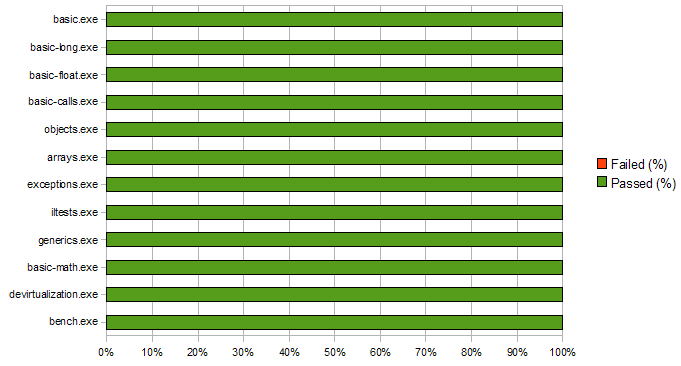 basic.exe
basic-long.exe
basic-float.exe
basic-calls.exe
objects.exe
arrays.exe
exceptions.exe
iltests.exe
generics.exe
basic-math.exe
devirtualization.exe
bench.exe
0% 10% 20% 30% 40% 50% 60% 70% 80% 90% 100%
Failed (%)
Passed (%)